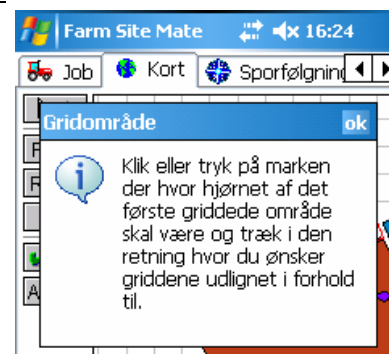 Farm Site Mate 16:24
Job Kort Sporfølgning
Gridområde ok
Klik eller tryk på marken
der hvor hjørnet af det
første griddede område
skal være og træk i den
retning hvor du ønsker
griddene udlignet i forhold
til.